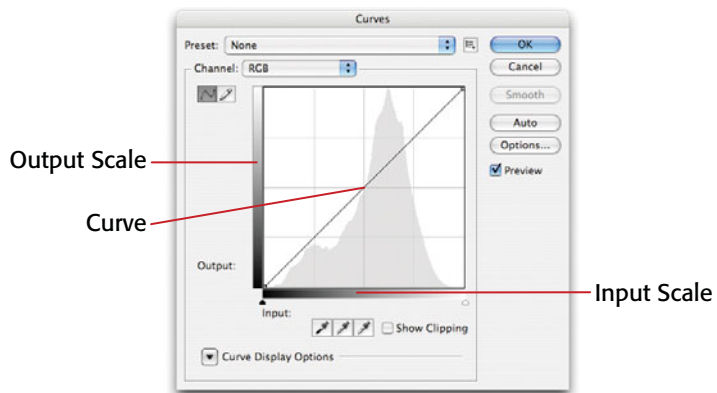 Curves
Preset: None
OK
Channel: RGB
Cancel
Smooth
Auto
Options...
Preview
Output Scale
Curve
Output:
Input Scale
Input:
Show Clipping
Curve Display Options